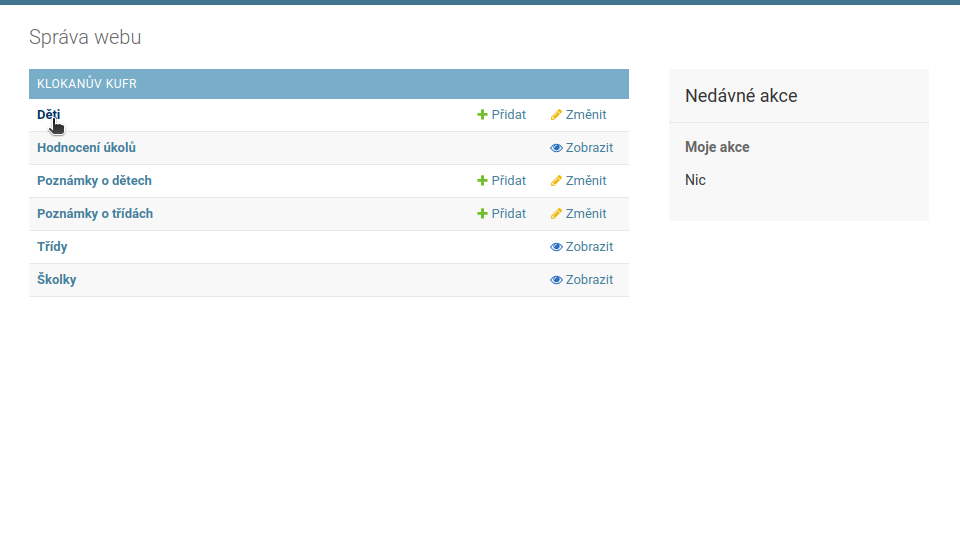 Správa webu
KLOKANŮV KUFR
Děti Přidat Změnit
Hodnocení úkolů Zobrazit
Poznámky o dětech Přidat Změnit
Poznámky o třídách Přidat Změnit
Třídy Zobrazit
Školky Zobrazit
Nedávné akce
Moje akce
Nic